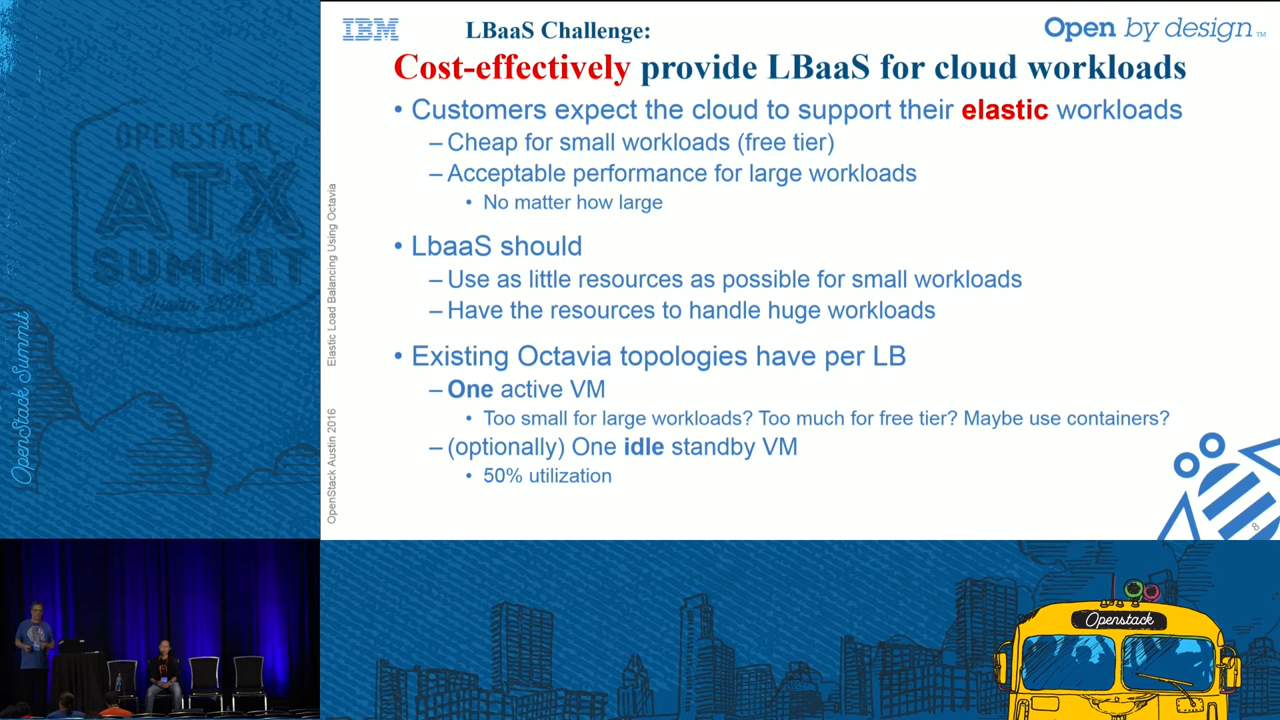 IBM
LBaaS Challenge:
Open by design™
Cost-effectively provide LBaaS for cloud workloads
• Customers expect the cloud to support their elastic workloads
– Cheap for small workloads (free tier)
– Acceptable performance for large workloads
• No matter how large
• LbaaS should
– Use as little resources as possible for small workloads
– Have the resources to handle huge workloads
• Existing Octavia topologies have per LB
– One active VM
• Too small for large workloads? Too much for free tier? Maybe use containers?
– (optionally) One idle standby VM
• 50% utilization
8
Elastic Load Balancing Using Octavia
OpenStack Austin 2016
OPENSTACK
ATX
SUMMIT
Austin 2016
OpenStack Summit
Openstack